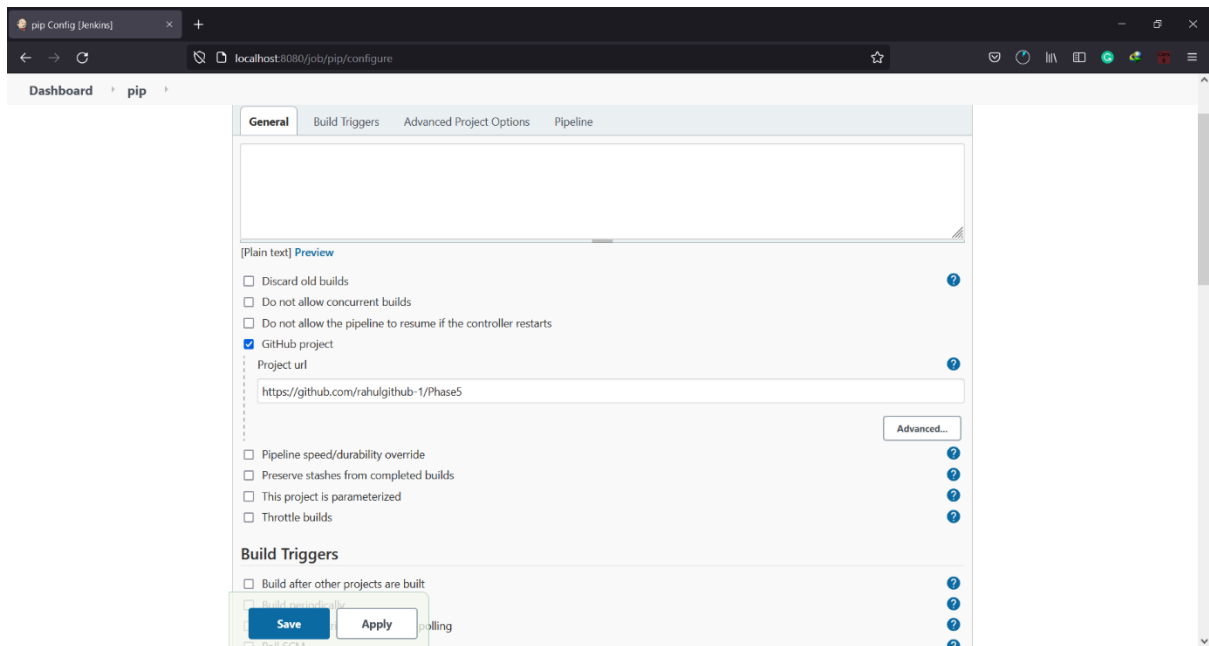 pip Config [Jenkins]
localhost:8080/job/pip/configure
Dashboard pip
General Build Triggers Advanced Project Options Pipeline
[Plain text] Preview
Discard old builds
Do not allow concurrent builds
Do not allow the pipeline to resume if the controller restarts
GitHub project
Project url
https://github.com/rahulgithub-1/Phase5
Advanced...
Pipeline speed/durability override
Preserve stashes from completed builds
This project is parameterized
Throttle builds
Build Triggers
Build after other projects are built
Build periodically
Save Apply polling
Poll SCM